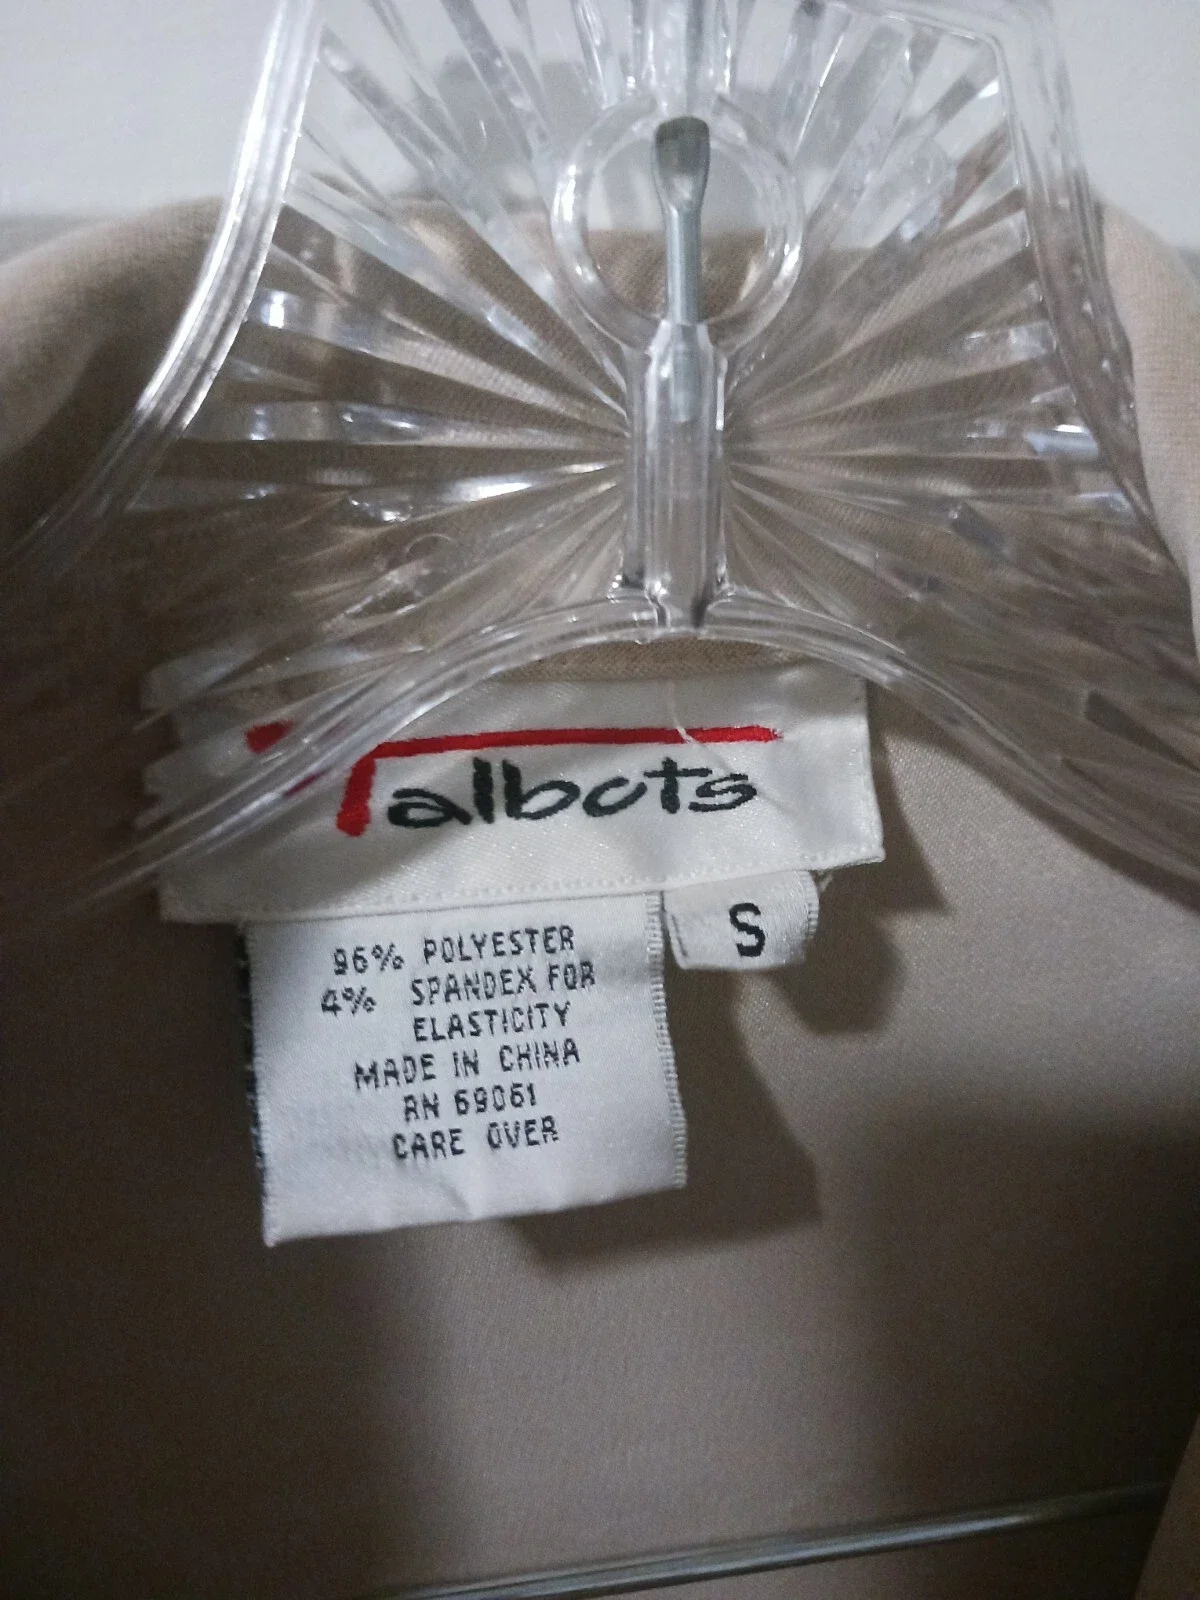 Talbots
S
96% POLYESTER
4% SPANDEX FOR
ELASTICITY
MADE IN CHINA
RN 69061
CARE OVER